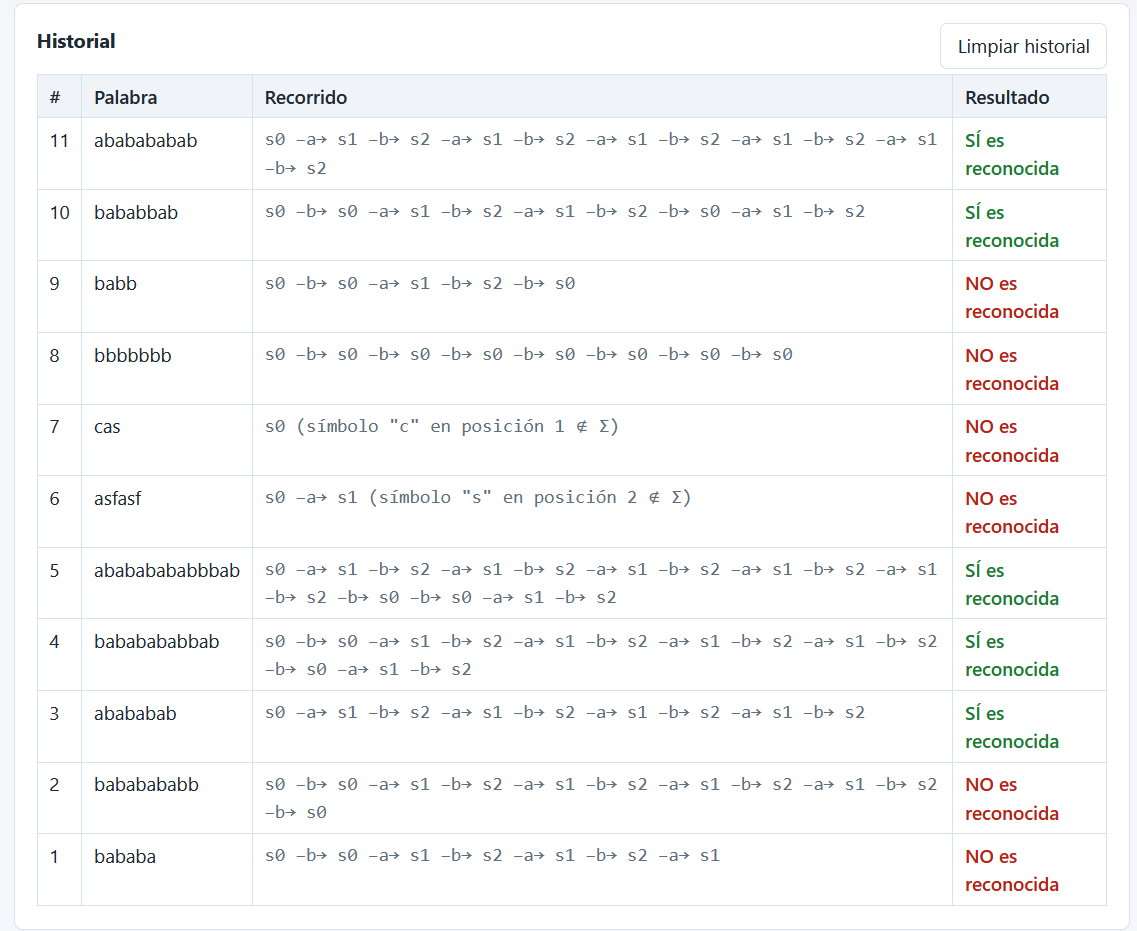 Historial
Limpiar historial
# Palabra Recorrido Resultado
11 ababababab s0 —a→ s1 —b→ s2 —a→ s1 —b→ s2 —a→ s1 —b→ s2 —a→ s1 —b→ s2 —a→ s1 SÍ es
—b→ s2 reconocida
10 bababbab s0 —b→ s0 —a→ s1 —b→ s2 —a→ s1 —b→ s2 —b→ s0 —a→ s1 —b→ s2 SÍ es
reconocida
9 babb s0 —b→ s0 —a→ s1 —b→ s2 —b→ s0 NO es
reconocida
8 bbbbbbb s0 —b→ s0 —b→ s0 —b→ s0 —b→ s0 —b→ s0 —b→ s0 —b→ s0 NO es
reconocida
7 cas s0 (símbolo "c" en posición 1 ∉ Σ) NO es
reconocida
6 asfasf s0 —a→ s1 (símbolo "s" en posición 2 ∉ Σ) NO es
reconocida
5 abababababbbab s0 —a→ s1 —b→ s2 —a→ s1 —b→ s2 —a→ s1 —b→ s2 —a→ s1 —b→ s2 —a→ s1 SÍ es
—b→ s2 —b→ s0 —b→ s0 —a→ s1 —b→ s2 reconocida
4 bababababbab s0 —b→ s0 —a→ s1 —b→ s2 —a→ s1 —b→ s2 —a→ s1 —b→ s2 —a→ s1 —b→ s2 SÍ es
—b→ s0 —a→ s1 —b→ s2 reconocida
3 abababab s0 —a→ s1 —b→ s2 —a→ s1 —b→ s2 —a→ s1 —b→ s2 —a→ s1 —b→ s2 SÍ es
reconocida
2 babababab​b s0 —b→ s0 —a→ s1 —b→ s2 —a→ s1 —b→ s2 —a→ s1 —b→ s2 —a→ s1 —b→ s2 NO es
—b→ s0 reconocida
1 bababa s0 —b→ s0 —a→ s1 —b→ s2 —a→ s1 —b→ s2 —a→ s1 NO es
reconocida